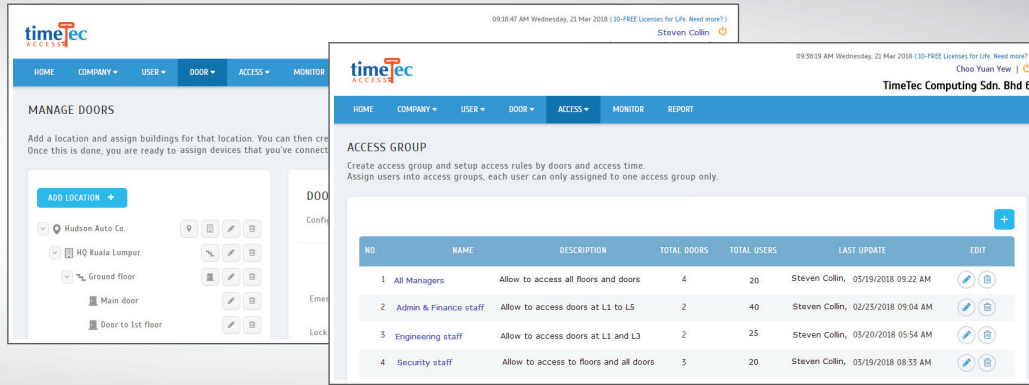 09:16:47 AM Wednesday, 21 Mar 2018 ( 10-FREE Licenses for Life. Need more? )
Steven Collin
timeTec
ACCESS
HOME COMPANY USER DOOR ACCESS MONITOR
MANAGE DOORS
Add a location and assign buildings for that location. You can then
Once this is done, you are ready to assign devices that you've
ADD LOCATION +
Hudson Auto Co.
HQ Kuala Lumpur
Ground floor
Main door
Door to 1st floor
Lock
09:36:19 AM Wednesday, 21 Mar 2018 ( 10-FREE Licenses for Life. Need more?
Choo Yuan Yew |
TimeTec Computing Sdn. Bhd
timeTec
ACCESS
HOME COMPANY USER DOOR ACCESS MONITOR REPORT
ACCESS GROUP
Create access group and setup access rules by doors and access time.
Assign users into access groups, each user can only assigned to one access group only.
+
NO. NAME DESCRIPTION TOTAL DOORS TOTAL USERS LAST UPDATE EDIT
1 All Managers Allow to access all floors and doors 4 20 Steven Collin, 03/19/2018 09:22 AM
2 Admin & Finance staff Allow to access doors at L1 to L5 2 40 Steven Collin, 02/23/2018 09:04 AM
3 Engineering staff Allow to access doors at L1 and L3 2 25 Steven Collin, 03/20/2018 05:54 AM
4 Security staff Allow to access to floors and all doors 3 20 Steven Collin, 03/19/2018 08:33 AM